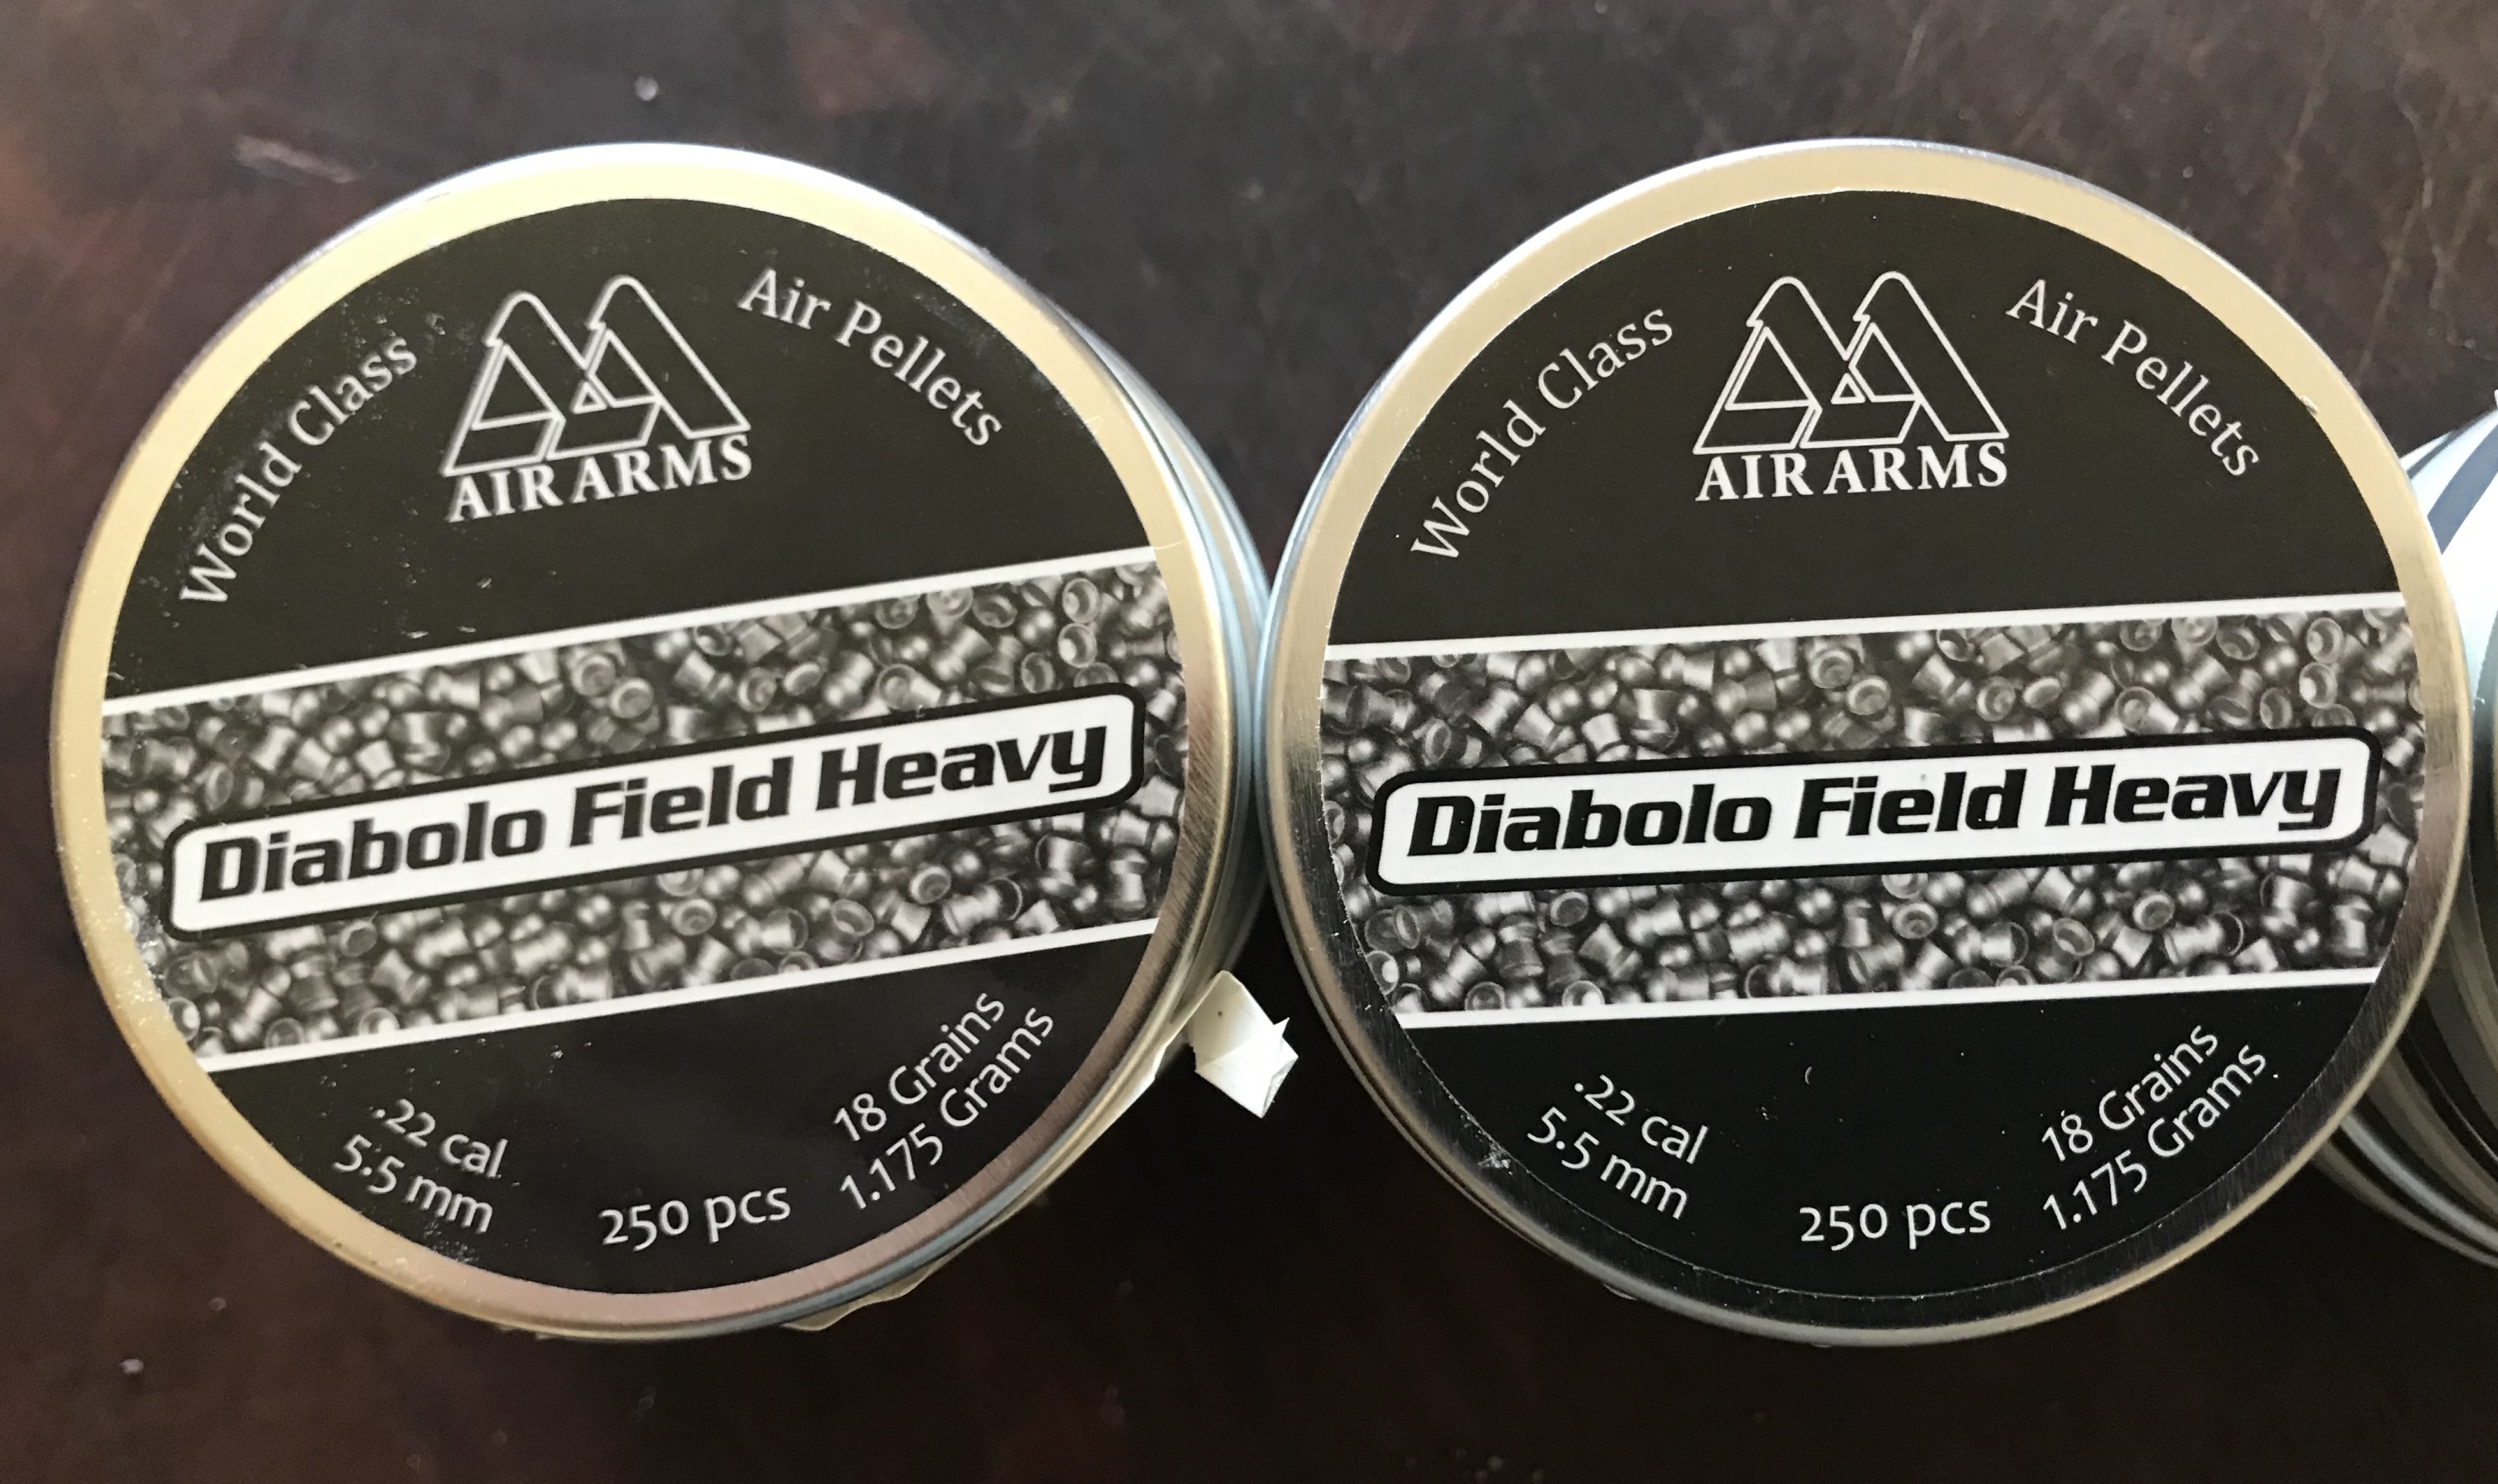 World Class
Air Pellets
AIR ARMS
Diabolo Field Heavy
.22 cal
5.5 mm
250 pcs
18 Grains
1.175 Grams
World Class
Air Pellets
AIR ARMS
Diabolo Field Heavy
.22 cal
5.5 mm
250 pcs
18 Grains
1.175 Grams